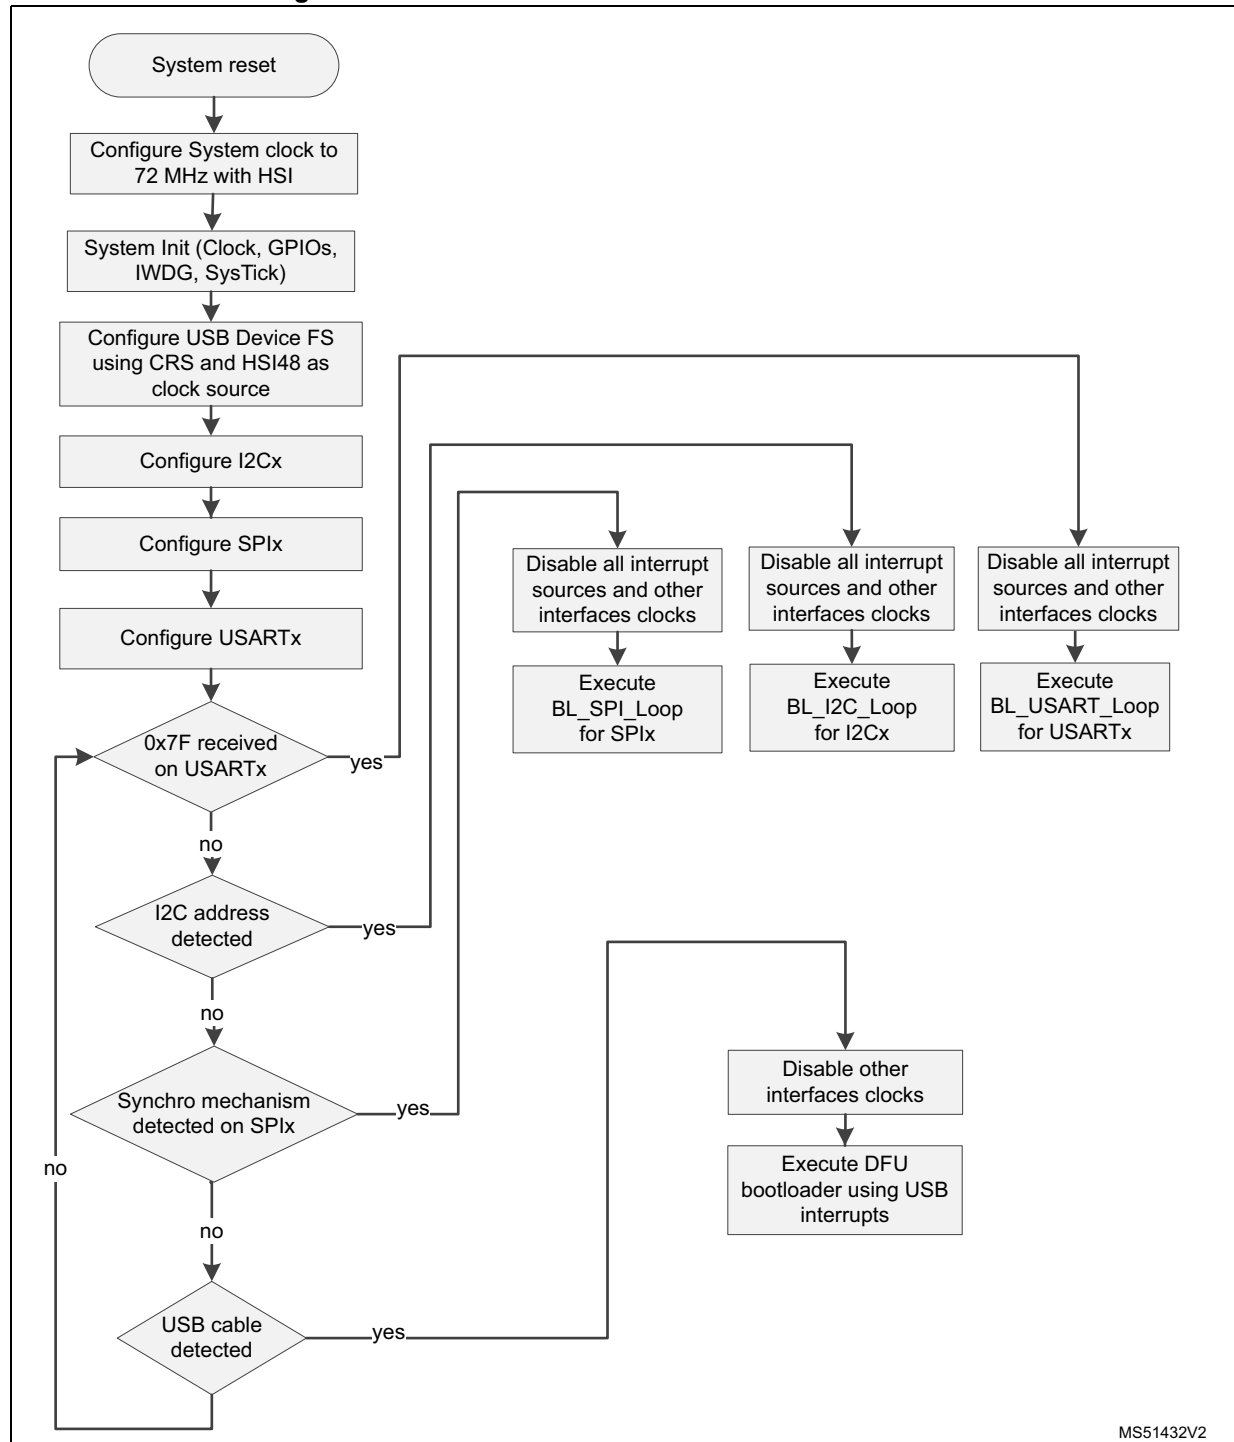 System reset
Configure System clock to
72 MHz with HSI
System Init (Clock, GPIOs,
IWDG, SysTick)
Configure USB Device FS
using CRS and HSI48 as
clock source
Configure I2Cx
Configure SPIx
Configure USARTx
Disable all interrupt
sources and other
interfaces clocks
Disable all interrupt
sources and other
interfaces clocks
Disable all interrupt
sources and other
interfaces clocks
Execute
BL_SPI_Loop
for SPIx
Execute
BL_I2C_Loop
for I2Cx
Execute
BL_USART_Loop
for USARTx
0x7F received
on USARTx
yes
no
I2C address
detected
yes
no
Synchro mechanism
detected on SPIx
yes
no
Disable other
interfaces clocks
Execute DFU
bootloader using USB
interrupts
no
USB cable
detected
yes
MS51432V2